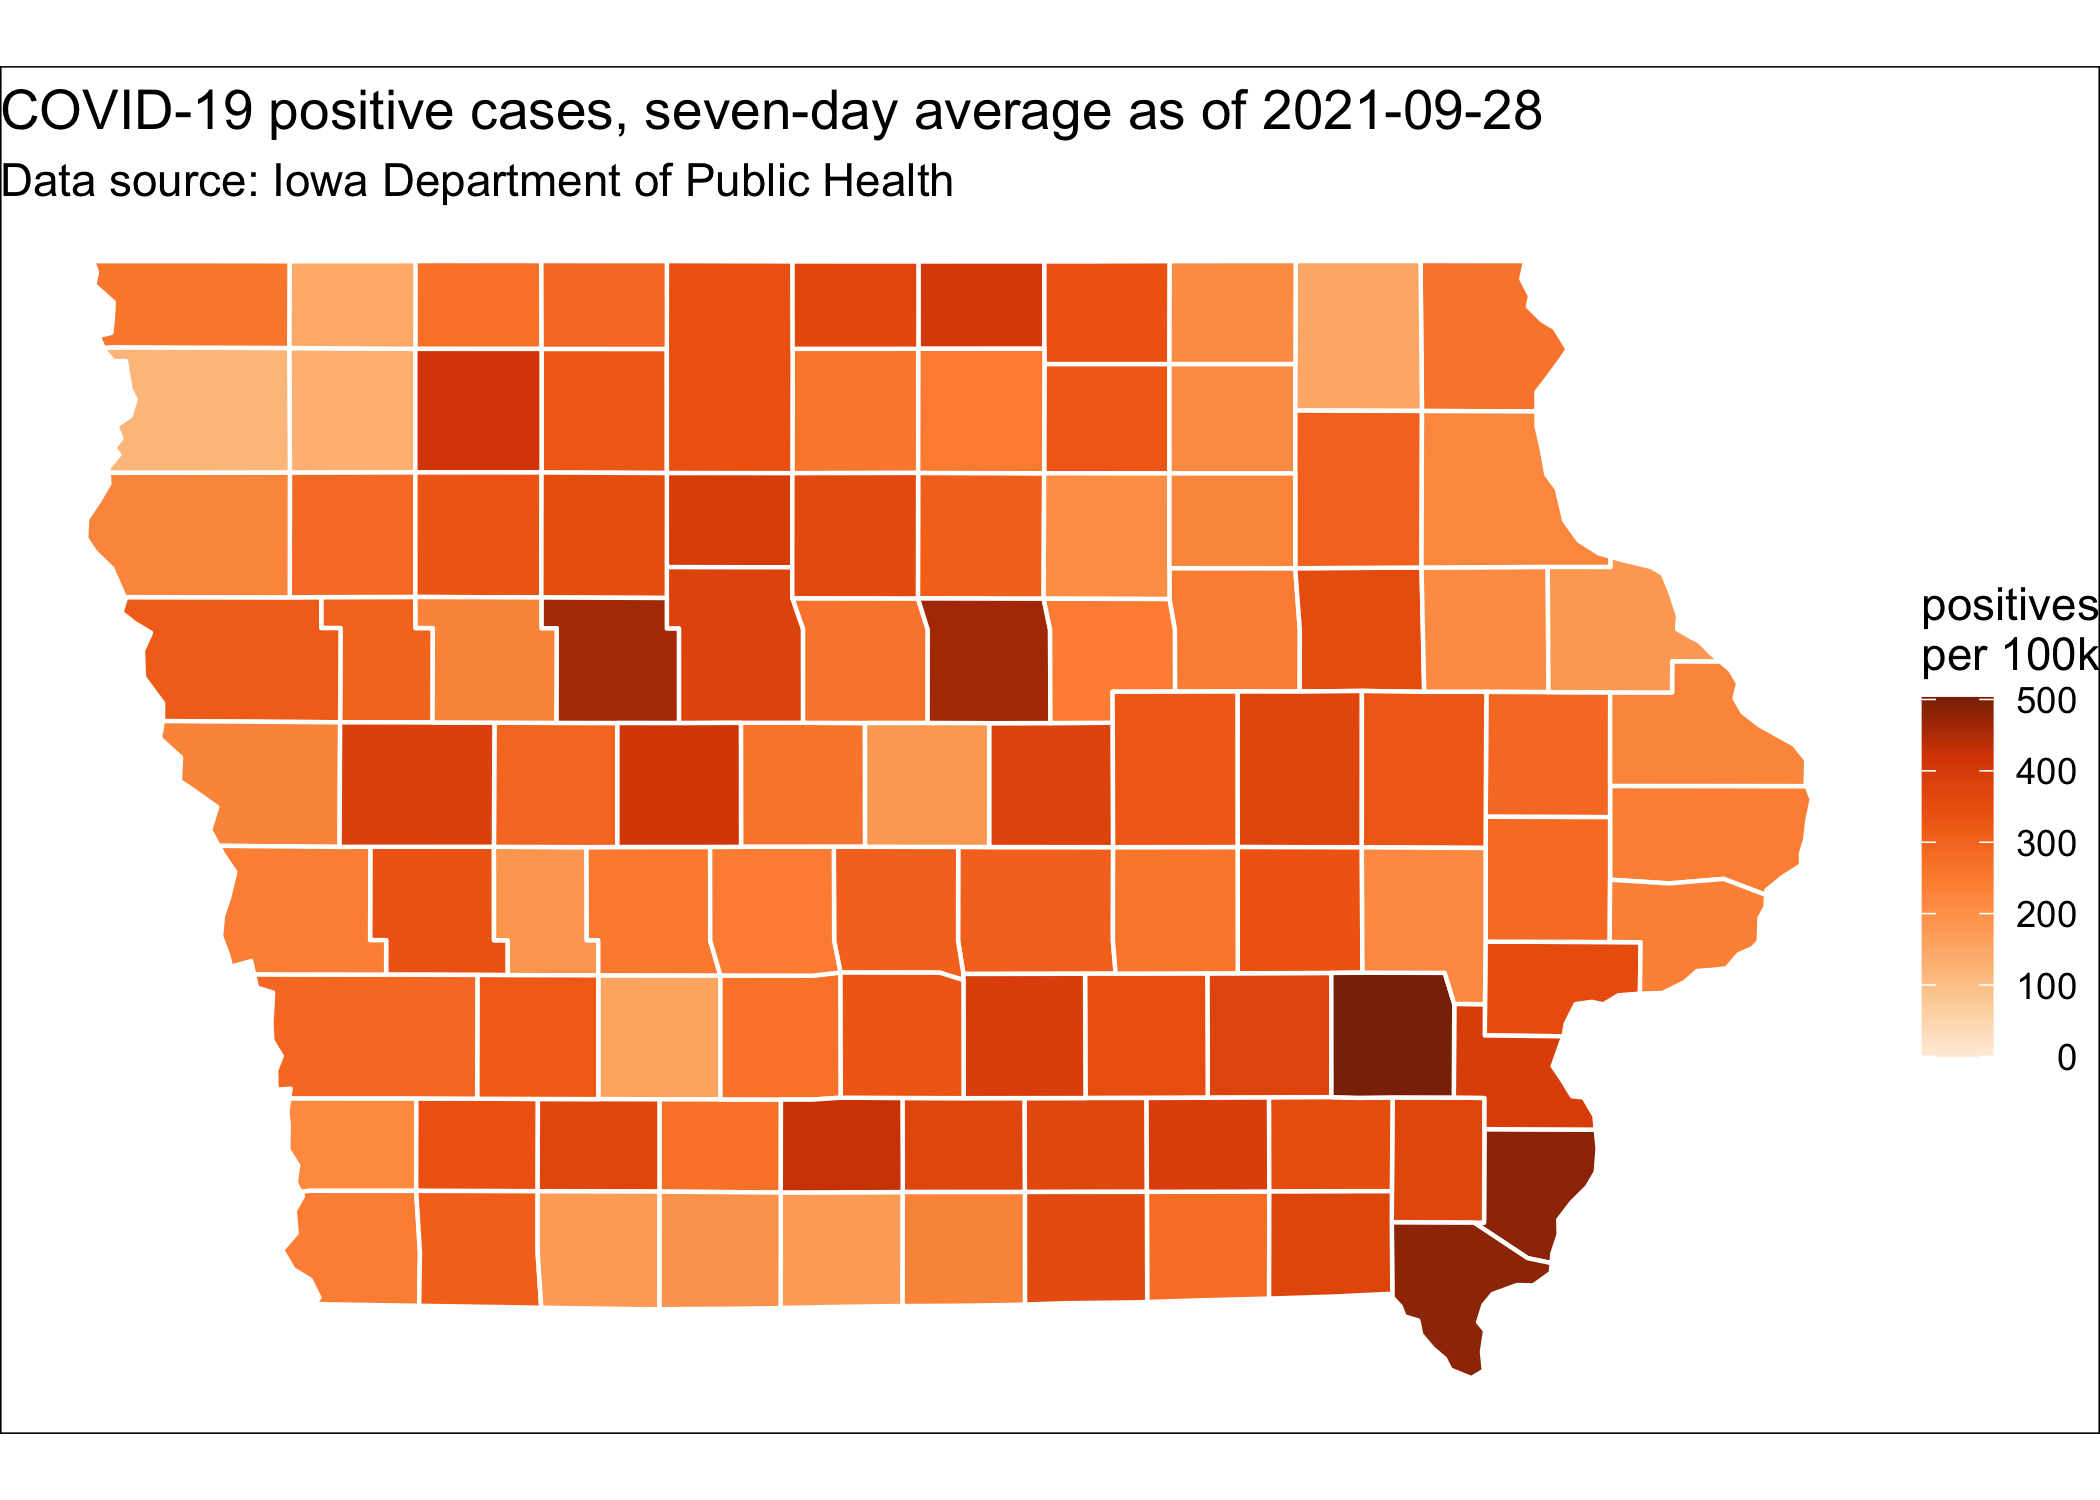 COVID-19 positive cases, seven-day average as of 2021-09-28
Data source: Iowa Department of Public Health
positives
per 100k
500
400
300
200
100
0